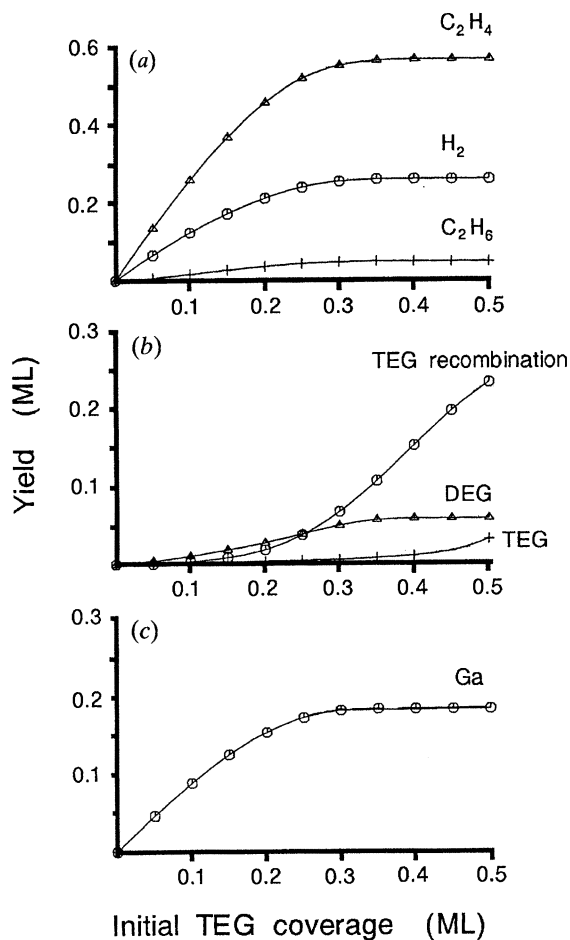 C₂H₄
0.6 (a)
0.4
H₂
0.2
C₂H₆
0.1 0.2 0.3 0.4 0.5
0.3 (b)
TEG recombination
0.2
0.1
DEG
TEG
0.1 0.2 0.3 0.4 0.5
Yield (ML)
0.3 (c)
0.2
Ga
0.1
0.1 0.2 0.3 0.4 0.5
Initial TEG coverage (ML)